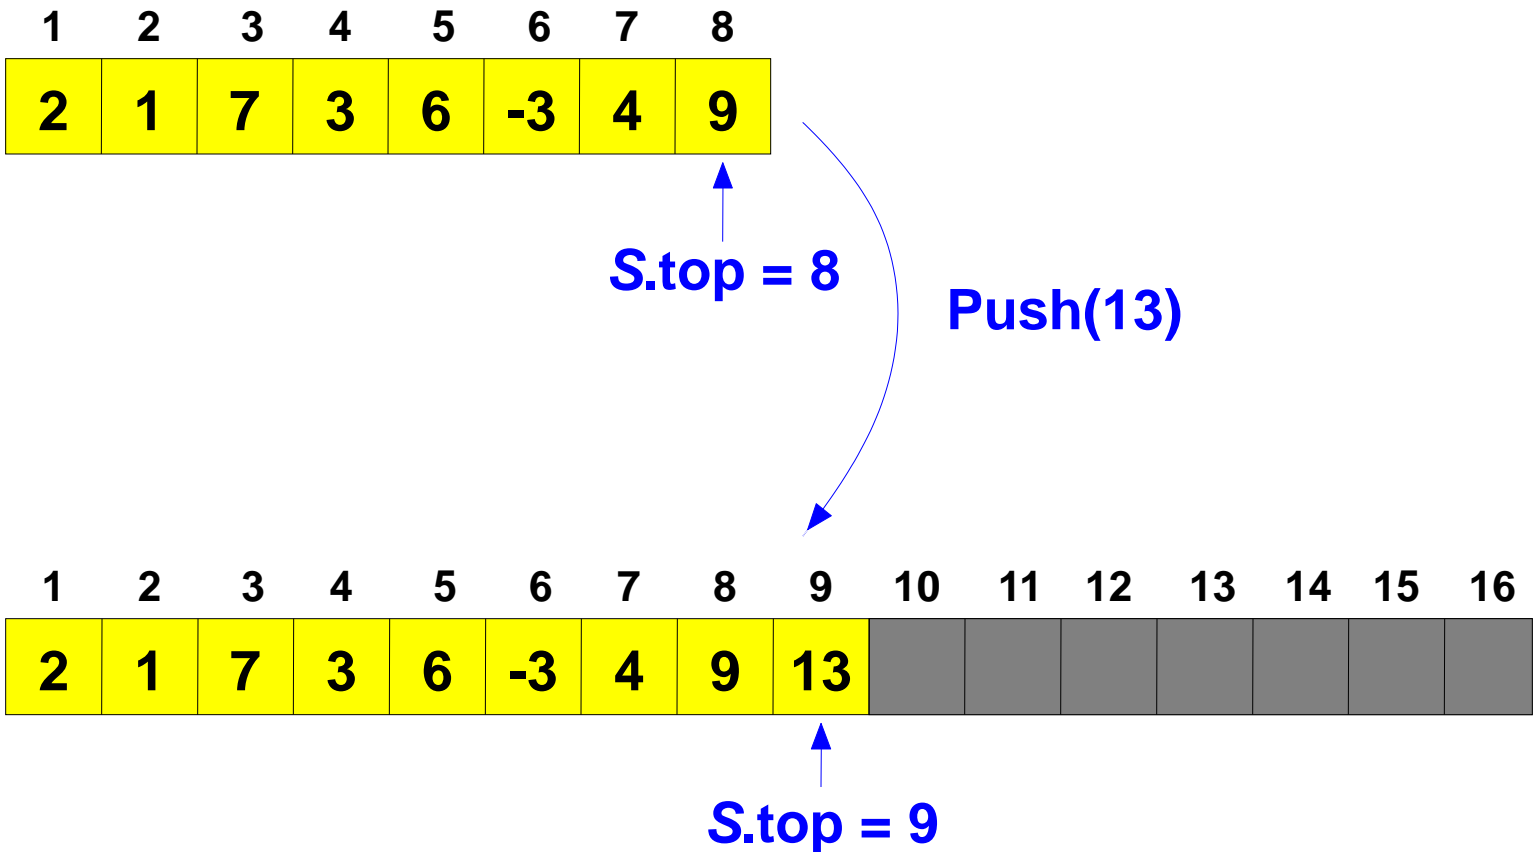 1 2 3 4 5 6 7 8
2 1 7 3 6 -3 4 9
S.top = 8
Push(13)
1 2 3 4 5 6 7 8 9 10 11 12 13 14 15 16
2 1 7 3 6 -3 4 9 13
S.top = 9